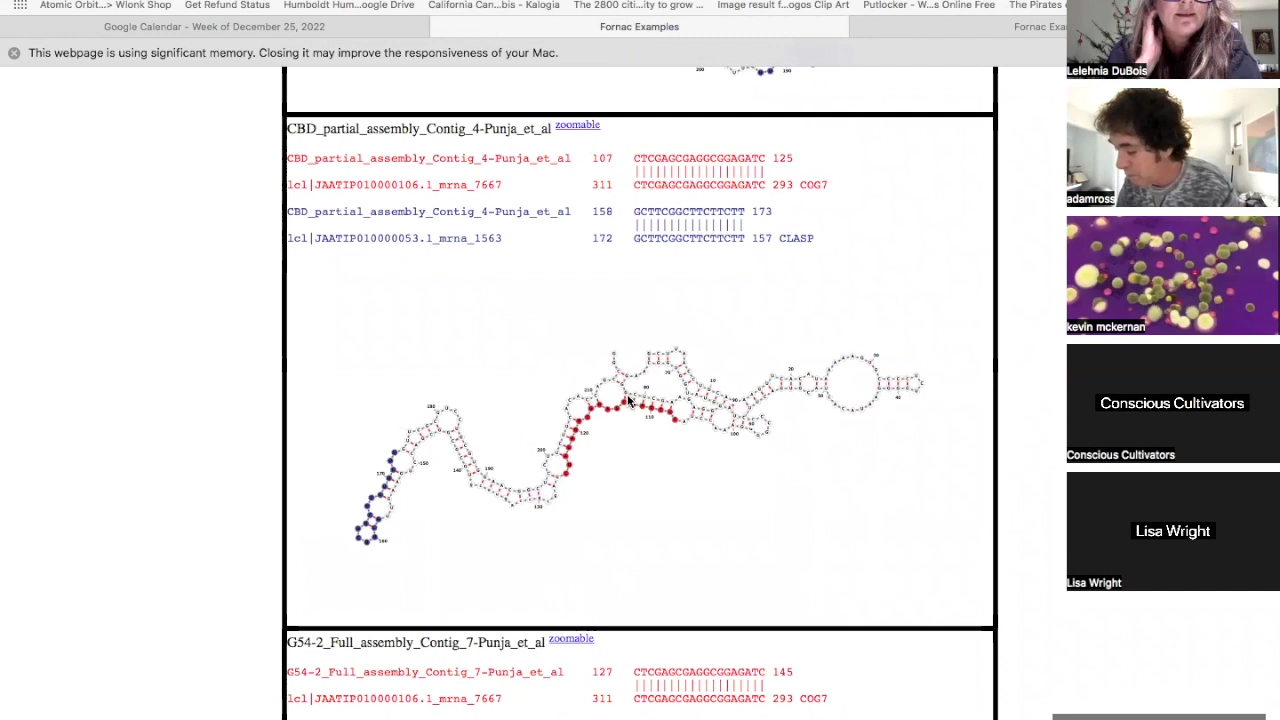 Atomic Orbit...> Wlonk Shop Get Refund Status Humboldt Hum...oogle Drive California Can...bis - Kalogia The 2800 citi...ity to grow ... Image result f...ogos Clip Art Putlocker - W...s Online Free The Pirates
Google Calendar - Week of December 25, 2022 Fornac Examples Fornac Exa
This webpage is using significant memory. Closing it may improve the responsiveness of your Mac.
200 190
Lelehnia DuBois
CBD_partial_assembly_Contig_4-Punja_et_al zoomable
CBD_partial_assembly_Contig_4-Punja_et_al 107 CTCGAGCGAGGCGGAGATC 125
lcl|JAATIP010000106.1_mrna_7667 311 CTCGAGCGAGGCGGAGATC 293 COG7
adamross
CBD_partial_assembly_Contig_4-Punja_et_al 158 GCTTCGGCTTCTTCTT 173
lcl|JAATIP010000053.1_mrna_1563 172 GCTTCGGCTTCTTCTT 157 CLASP
kevin mckernan
Conscious Cultivators
Conscious Cultivators
Lisa Wright
Lisa Wright
G54-2_Full_assembly_Contig_7-Punja_et_al zoomable
G54-2_Full_assembly_Contig_7-Punja_et_al 127 CTCGAGCGAGGCGGAGATC 145
lcl|JAATIP010000106.1_mrna_7667 311 CTCGAGCGAGGCGGAGATC 293 COG7